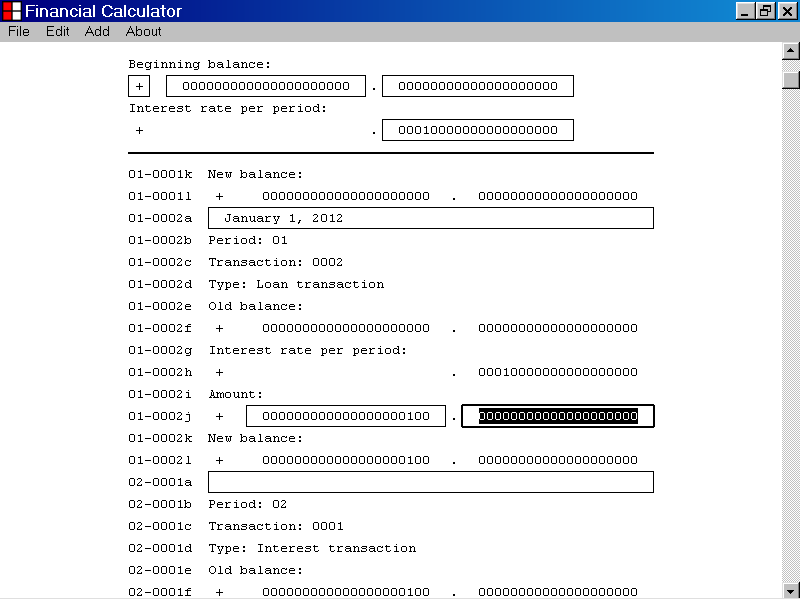 Financial Calculator
File Edit Add About
Beginning balance:
+ 000000000000000000000 . 00000000000000000000
Interest rate per period:
+ . 00010000000000000000
01-0001k New balance:
01-0001l + 000000000000000000000 . 00000000000000000000
01-0002a January 1, 2012
01-0002b Period: 01
01-0002c Transaction: 0002
01-0002d Type: Loan transaction
01-0002e Old balance:
01-0002f + 000000000000000000000 . 00000000000000000000
01-0002g Interest rate per period:
01-0002h + . 00010000000000000000
01-0002i Amount:
01-0002j + 000000000000000000100 . 00000000000000000000
01-0002k New balance:
01-0002l + 000000000000000000100 . 00000000000000000000
02-0001a
02-0001b Period: 02
02-0001c Transaction: 0001
02-0001d Type: Interest transaction
02-0001e Old balance:
02-0001f + 000000000000000000100 . 00000000000000000000